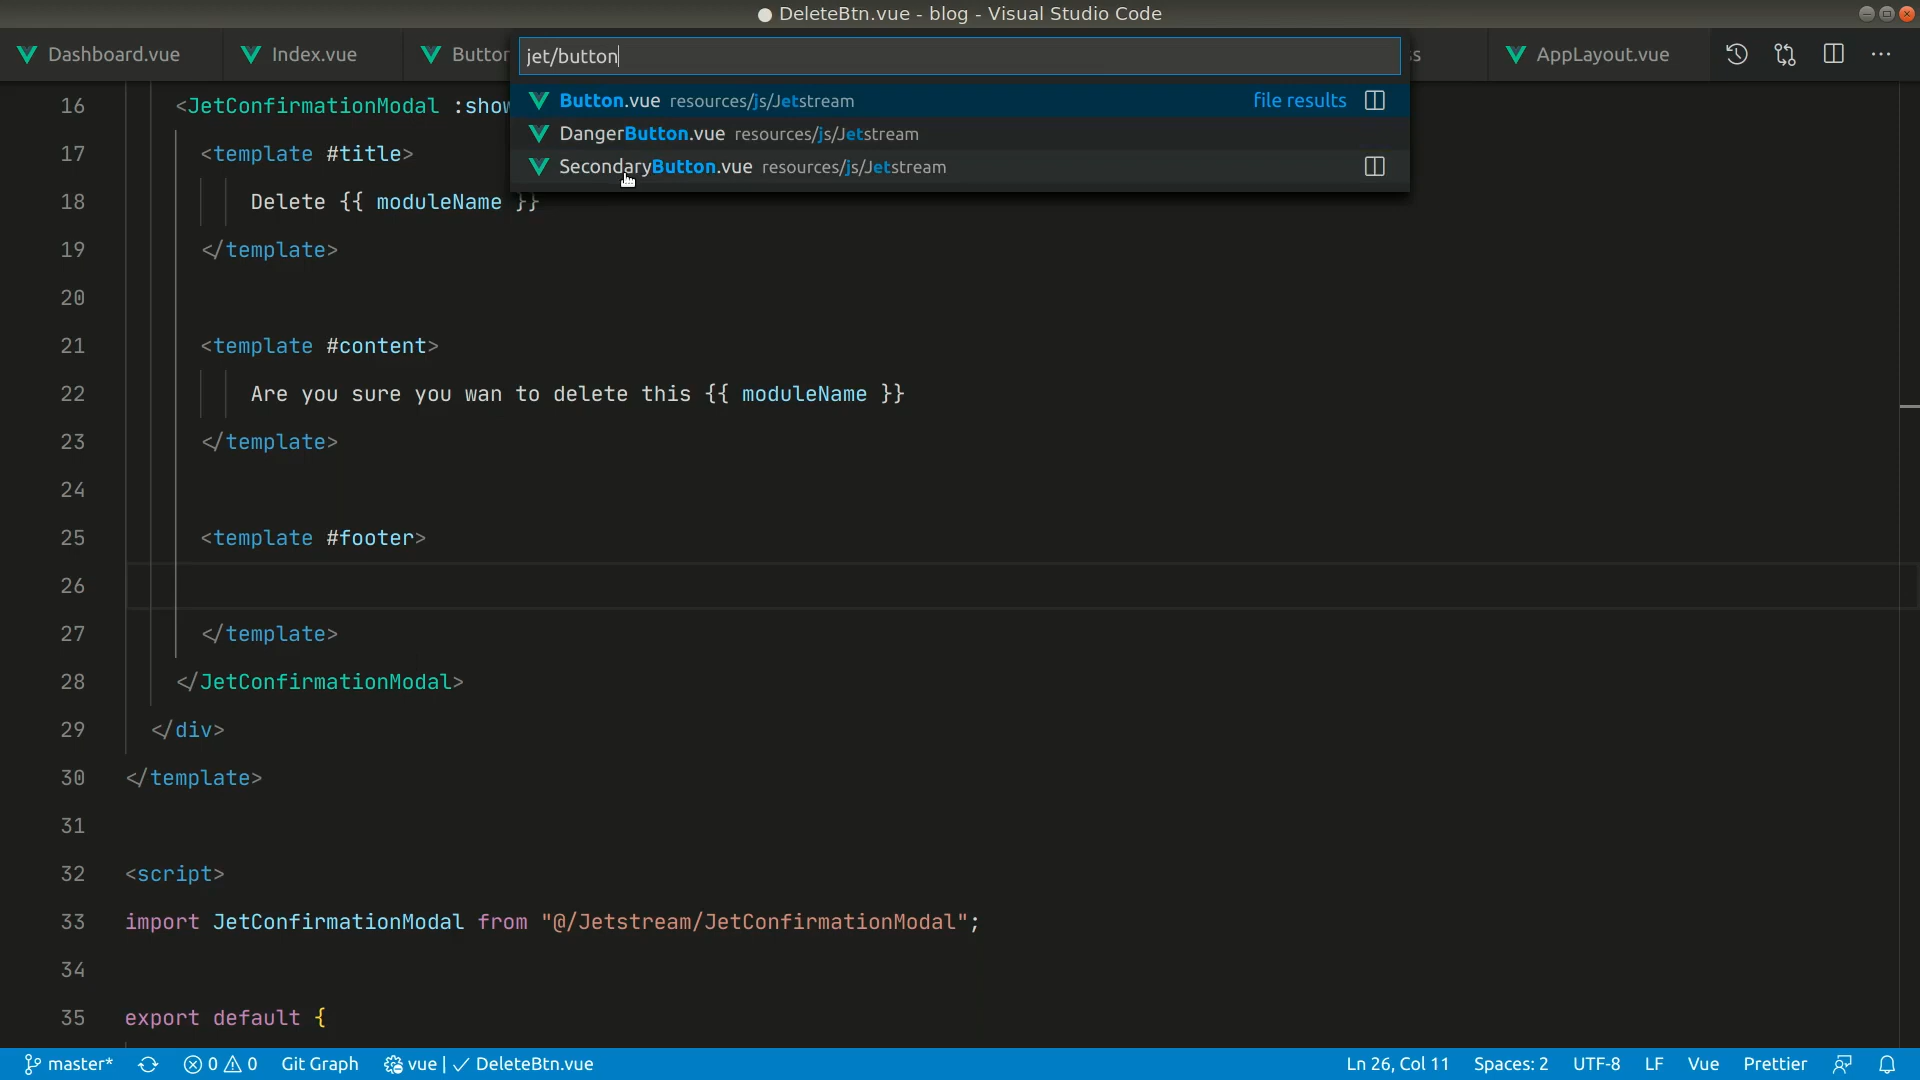 DeleteBtn.vue - blog - Visual Studio Code
Dashboard.vue
Index.vue
Button
AppLayout.vue
jet/button
Button.vue resources/js/Jetstream file results
DangerButton.vue resources/js/Jetstream
SecondaryButton.vue resources/js/Jetstream
16 <JetConfirmationModal :show
17 <template #title>
18 Delete {{ moduleName }}
19 </template>
20
21 <template #content>
22 Are you sure you wan to delete this {{ moduleName }}
23 </template>
24
25 <template #footer>
26
27 </template>
28 </JetConfirmationModal>
29 </div>
30 </template>
31
32 <script>
33 import JetConfirmationModal from "@/Jetstream/JetConfirmationModal";
34
35 export default {
master* 0 0 Git Graph vue | ✓ DeleteBtn.vue Ln 26, Col 11 Spaces: 2 UTF-8 LF Vue Prettier